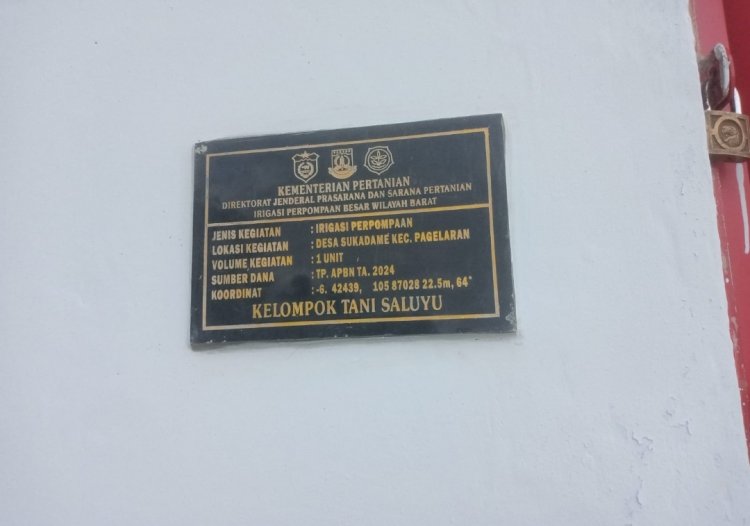 KEMENTERIAN PERTANIAN
DIREKTORAT JENDERAL PRASARANA DAN SARANA PERTANIAN
IRIGASI PERPOMPAAN BESAR WILAYAH BARAT
JENIS KEGIATAN : IRIGASI PERPOMPAAN
LOKASI KEGIATAN : DESA SUKADAME KEC. PAGELARAN
VOLUME KEGIATAN : 1 UNIT
SUMBER DANA : TP. APBN TA. 2024
KOORDINAT : -6. 42439, 105 87028 22.5m, 64°
KELOMPOK TANI SALUYU